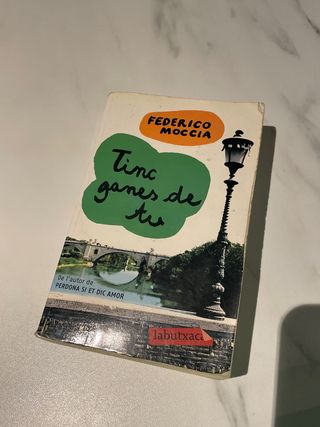 FEDERICO
MOCCIA
Tinc
ganes de
tu
De l'autor de
PERDONA SI ET DIC AMOR
labutxaca